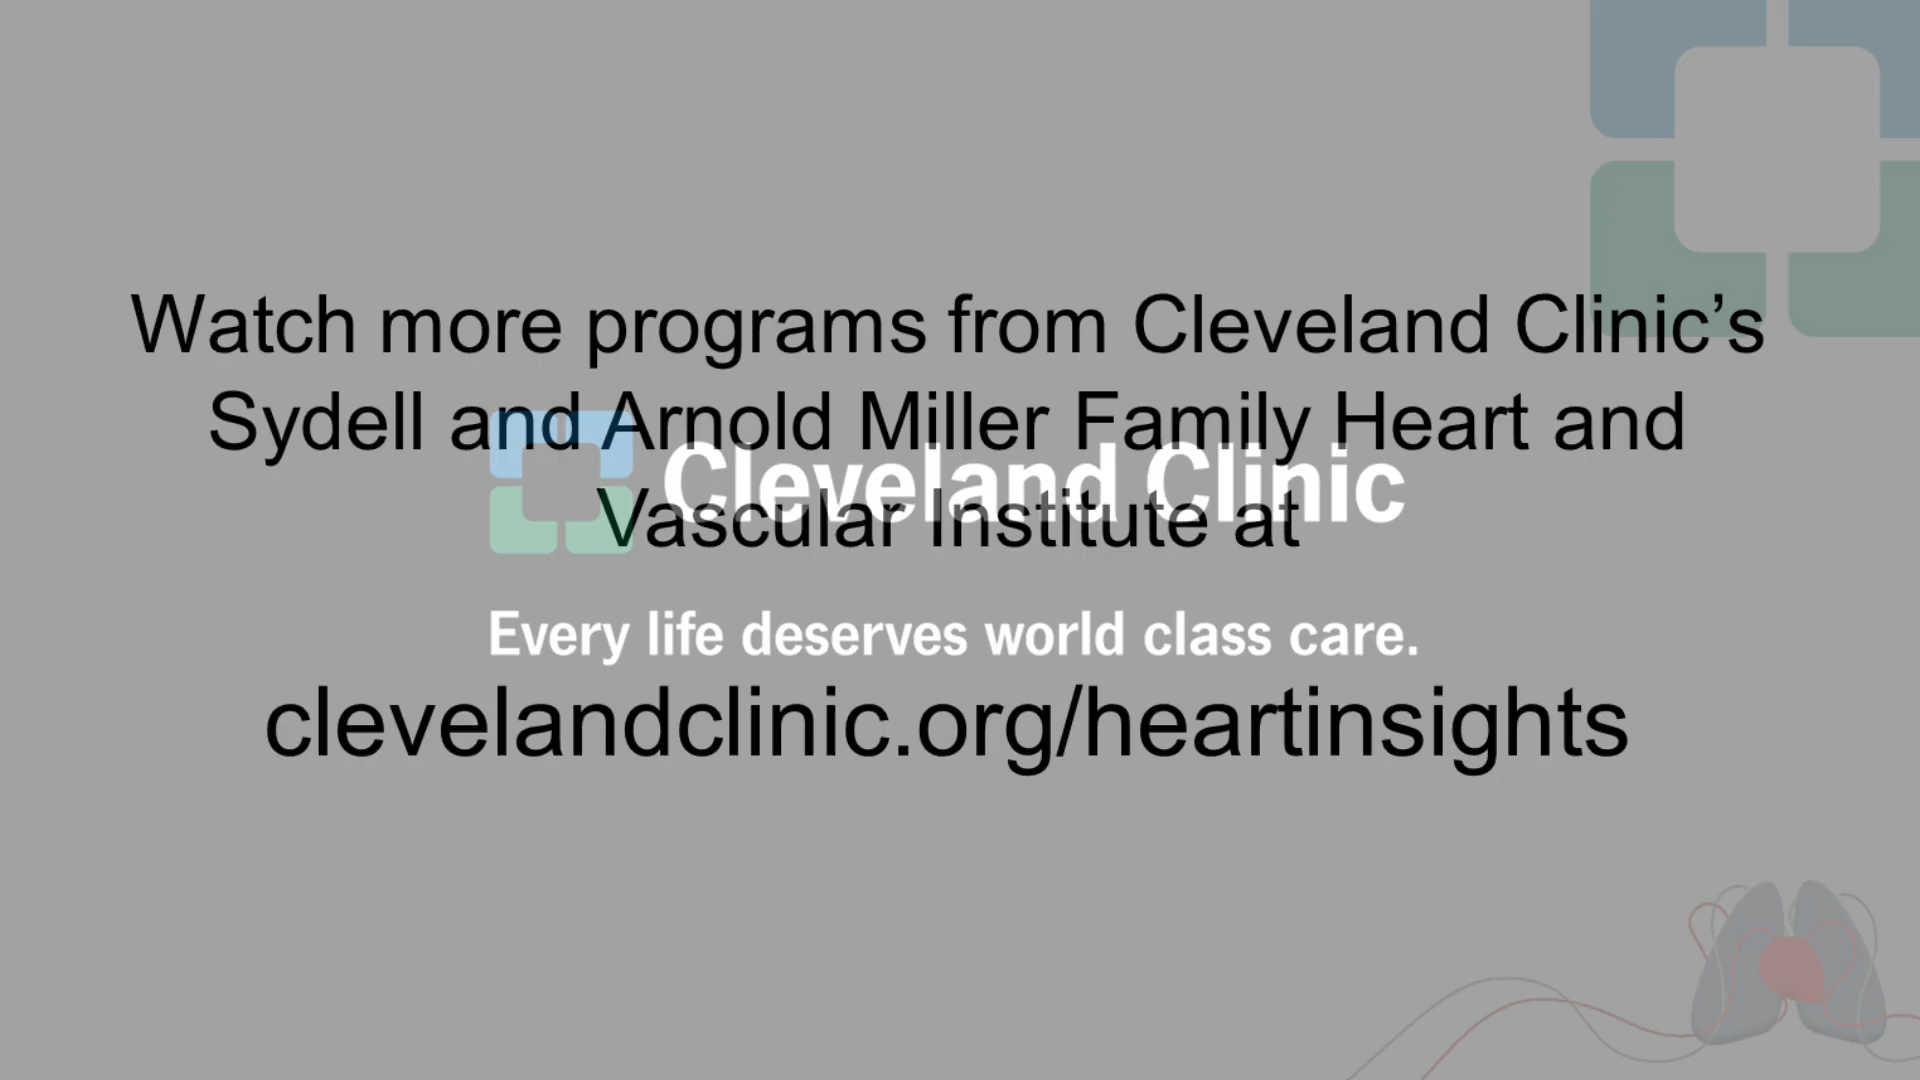 Watch more programs from Cleveland Clinic’s
Sydell and Arnold Miller Family Heart and
Vascular Institute at
Cleveland Clinic
Every life deserves world class care.
clevelandclinic.org/heartinsights